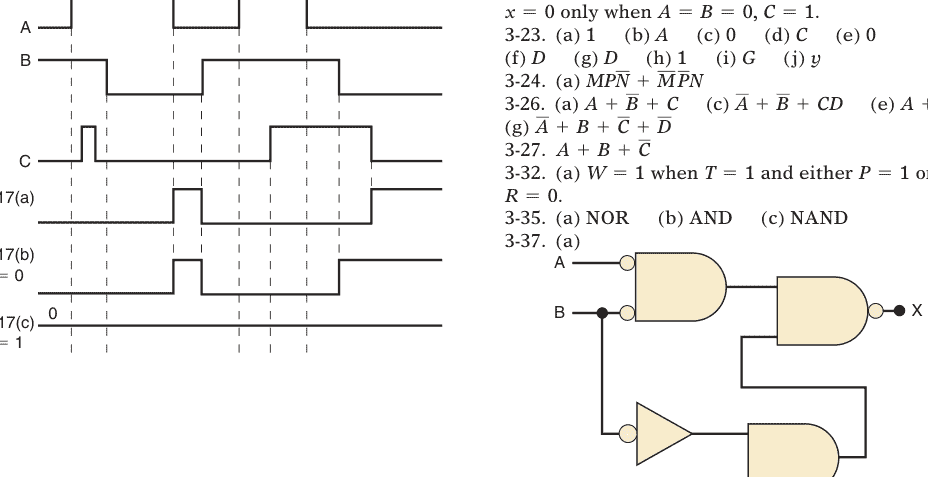 A
B
C
17(a)
17(b)
= 0
0
17(c)
= 1
x = 0 only when A = B = 0, C = 1.
3-23. (a) 1 (b) A (c) 0 (d) C (e) 0
(f) D (g) D (h) 1 (i) G (j) y
3-24. (a) MPN̅ + M̅P̅N
3-26. (a) A + B̅ + C (c) A̅ + B̅ + CD (e) A +
(g) A̅ + B + C̅ + D̅
3-27. A + B + C̅
3-32. (a) W = 1 when T = 1 and either P = 1 or
R = 0.
3-35. (a) NOR (b) AND (c) NAND
3-37. (a)
A
B
X